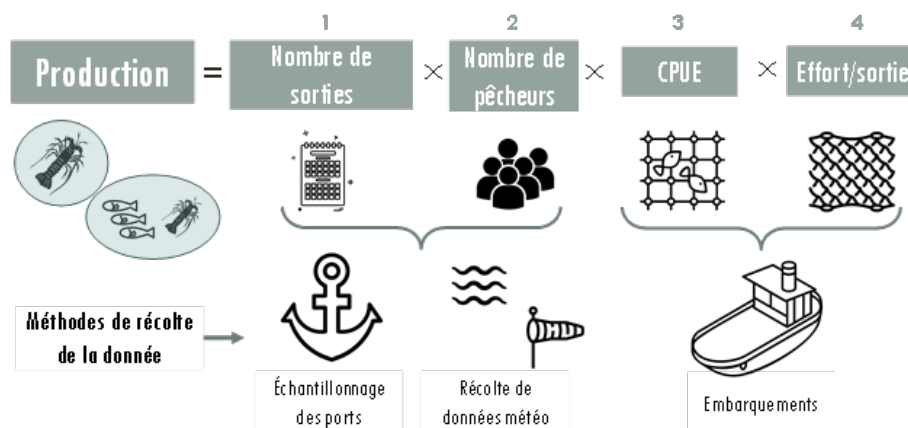 1
2
3
4
Production
=
Nombre de
sorties
×
Nombre de
pêcheurs
×
CPUE
×
Effort/sortie
Méthodes de récolte
de la donnée
Échantillonnage
des ports
Récolte de
données météo
Embarquements